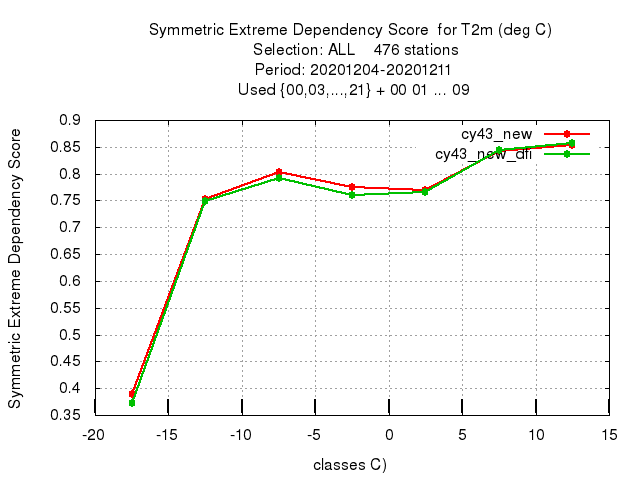 Symmetric Extreme Dependency Score for T2m (deg C)
Selection: ALL 476 stations
Period: 20201204-20201211
Used {00,03,...,21} + 00 01 ... 09
Symmetric Extreme Dependency Score
0.9
0.85
0.8
0.75
0.7
0.65
0.6
0.55
0.5
0.45
0.4
0.35
cy43_new
cy43_new_dfi
-20 -15 -10 -5 0 5 10 15
classes C)